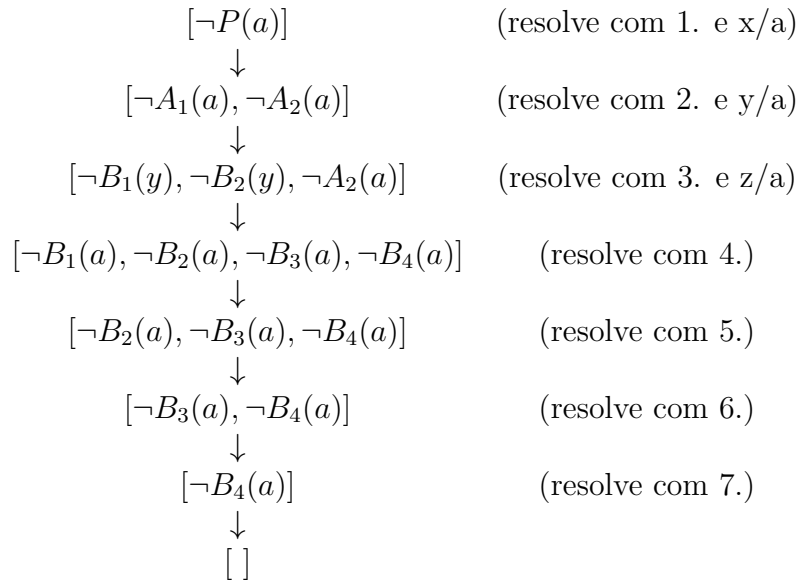 [¬P(a)] (resolve com 1. e x/a)
↓
[¬A₁(a), ¬A₂(a)] (resolve com 2. e y/a)
↓
[¬B₁(y), ¬B₂(y), ¬A₂(a)] (resolve com 3. e z/a)
↓
[¬B₁(a), ¬B₂(a), ¬B₃(a), ¬B₄(a)] (resolve com 4.)
↓
[¬B₂(a), ¬B₃(a), ¬B₄(a)] (resolve com 5.)
↓
[¬B₃(a), ¬B₄(a)] (resolve com 6.)
↓
[¬B₄(a)] (resolve com 7.)
↓
[ ]